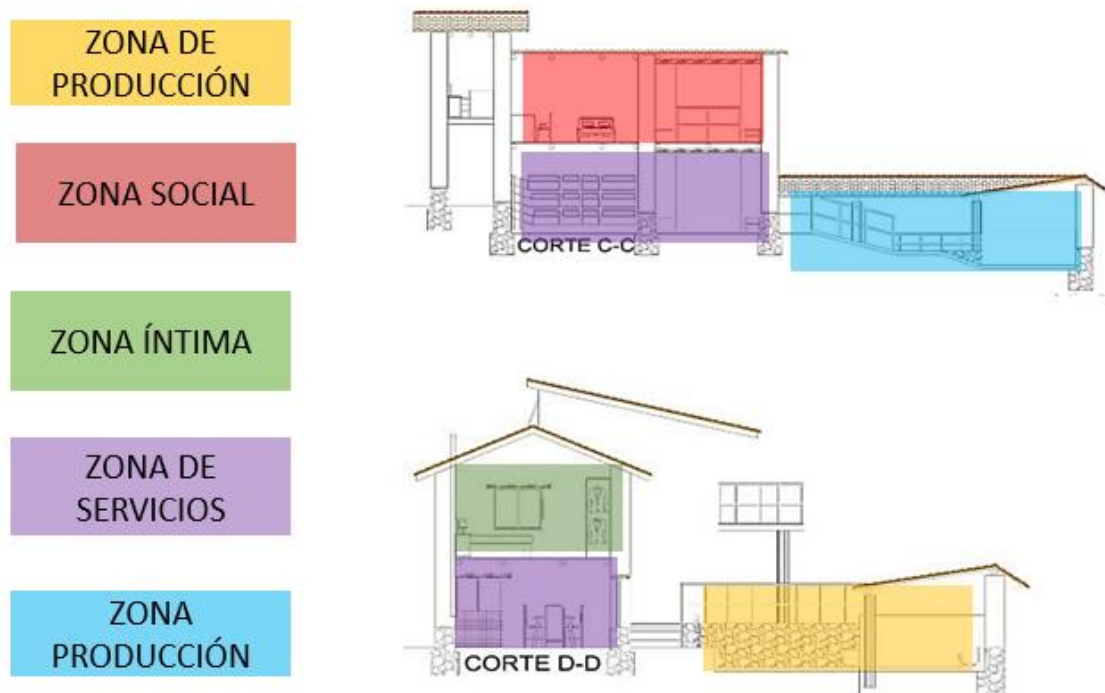 ZONA DE
PRODUCCIÓN
ZONA SOCIAL
ZONA ÍNTIMA
ZONA DE
SERVICIOS
ZONA
PRODUCCIÓN
CORTE C-C
CORTE D-D